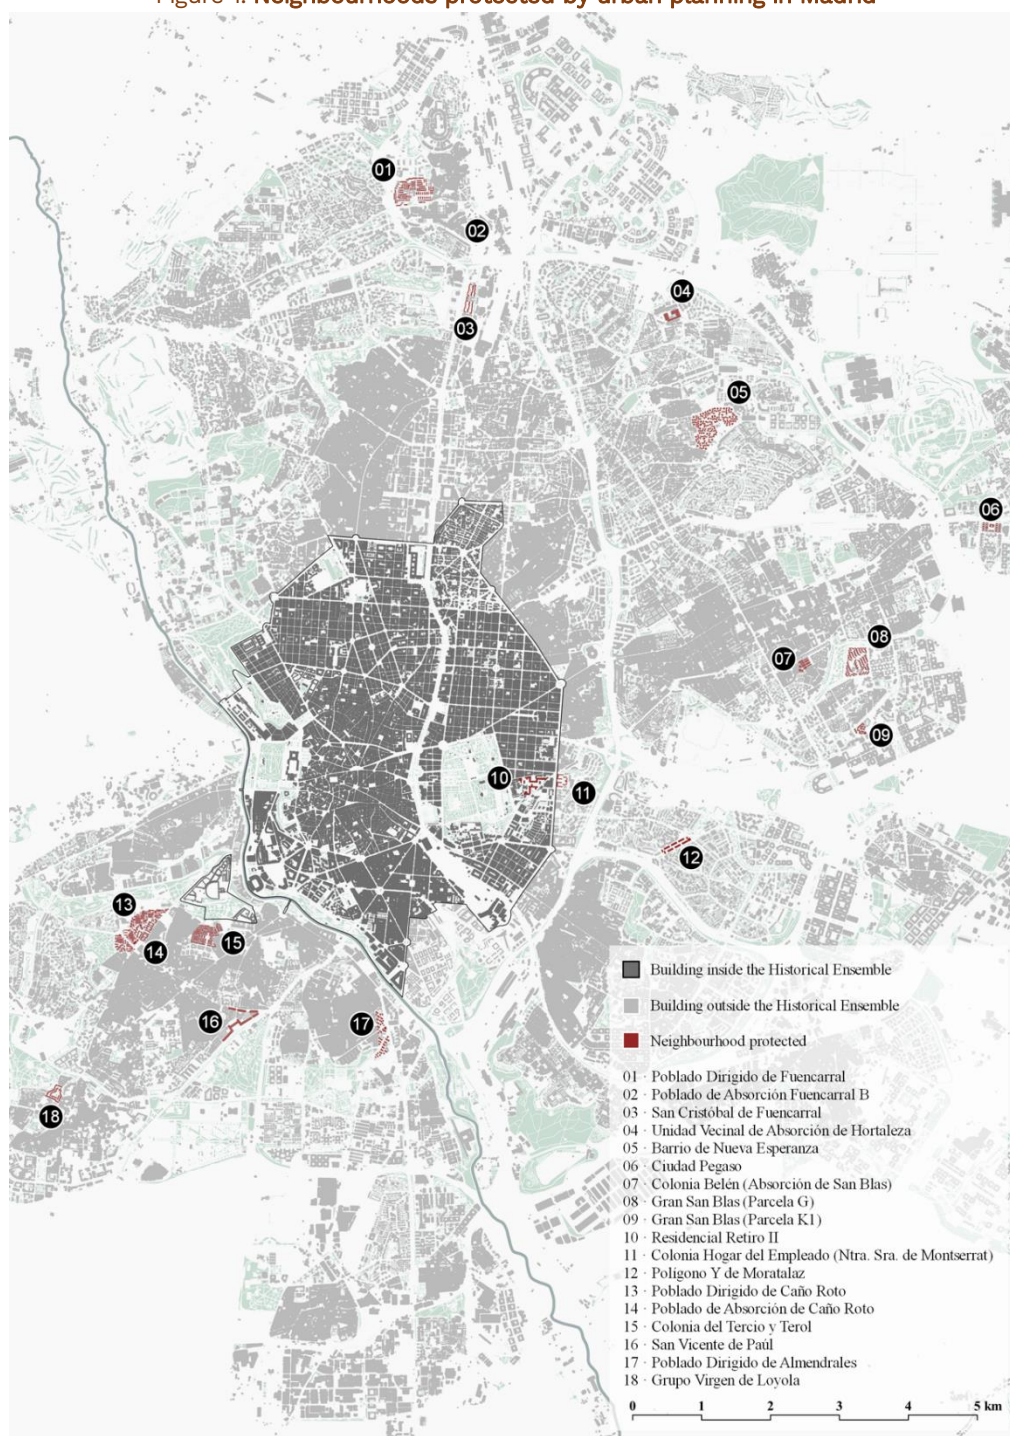 Figure 1. Neighbourhoods protected by urban planning in Madrid
01
02
03
04
05
06
07
08
09
10
11
12
13
14
15
16
17
18
Building inside the Historical Ensemble
Building outside the Historical Ensemble
Neighbourhood protected
01 · Poblado Dirigido de Fuencarral
02 · Poblado de Absorción Fuencarral B
03 · San Cristóbal de Fuencarral
04 · Unidad Vecinal de Absorción de Hortaleza
05 · Barrio de Nueva Esperanza
06 · Ciudad Pegaso
07 · Colonia Belén (Absorción de San Blas)
08 · Gran San Blas (Parcela G)
09 · Gran San Blas (Parcela K1)
10 · Residencial Retiro II
11 · Colonia Hogar del Empleado (Ntra. Sra. de Montserrat)
12 · Polígono Y de Moratalaz
13 · Poblado Dirigido de Caño Roto
14 · Poblado de Absorción de Caño Roto
15 · Colonia del Tercio y Terol
16 · San Vicente de Paúl
17 · Poblado Dirigido de Almendrales
18 · Grupo Virgen de Loyola
0 1 2 3 4 5 km